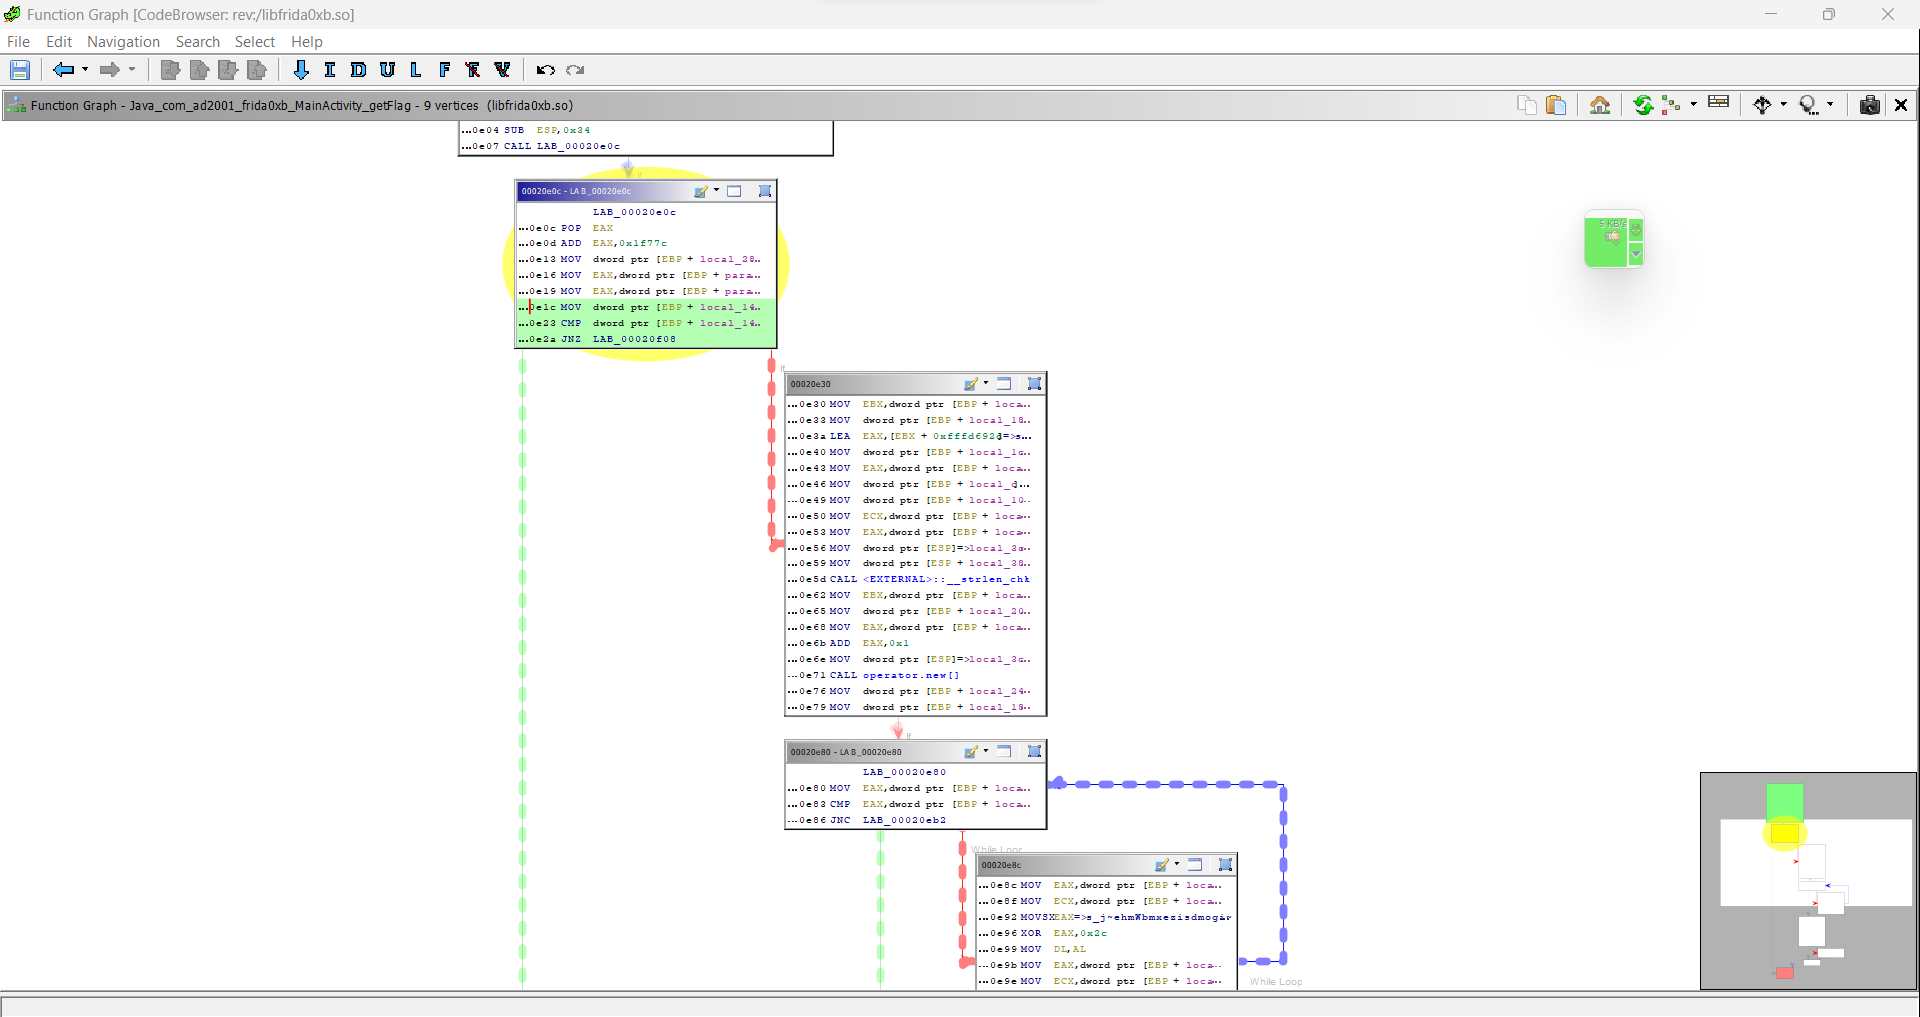 Function Graph [CodeBrowser: rev:/libfrida0xb.so]
File Edit Navigation Search Select Help
I D U L F
Function Graph - Java_com_ad2001_frida0xb_MainActivity_getFlag - 9 vertices (libfrida0xb.so)
...0e04 SUB ESP,0x34
...0e07 CALL LAB_00020e0c
If
00020e0c - LAB_00020e0c
LAB_00020e0c
...0e0c POP EAX
...0e0d ADD EAX,0x1f77c
...0e13 MOV dword ptr [EBP + local_28...
...0e16 MOV EAX,dword ptr [EBP + para...
...0e19 MOV EAX,dword ptr [EBP + para...
...0e1c MOV dword ptr [EBP + local_14...
...0e23 CMP dword ptr [EBP + local_14...
...0e2a JNZ LAB_00020f08
5 KB/s
If
00020e30
...0e30 MOV EBX,dword ptr [EBP + loca...
...0e33 MOV dword ptr [EBP + local_18...
...0e3a LEA EAX,[EBX + 0xfffd692d]=>s...
...0e40 MOV dword ptr [EBP + local_1c...
...0e43 MOV EAX,dword ptr [EBP + loca...
...0e46 MOV dword ptr [EBP + local_d...
...0e49 MOV dword ptr [EBP + local_10...
...0e50 MOV ECX,dword ptr [EBP + loca...
...0e53 MOV EAX,dword ptr [EBP + loca...
...0e56 MOV dword ptr [ESP]=>local_3c...
...0e59 MOV dword ptr [ESP + local_38...
...0e5d CALL <EXTERNAL>::__strlen_chk
...0e62 MOV EBX,dword ptr [EBP + loca...
...0e65 MOV dword ptr [EBP + local_20...
...0e68 MOV EAX,dword ptr [EBP + loca...
...0e6b ADD EAX,0x1
...0e6e MOV dword ptr [ESP]=>local_3c...
...0e71 CALL operator.new[]
...0e76 MOV dword ptr [EBP + local_24...
...0e79 MOV dword ptr [EBP + local_18...
If
00020e80 - LAB_00020e80
LAB_00020e80
...0e80 MOV EAX,dword ptr [EBP + loca...
...0e83 CMP EAX,dword ptr [EBP + loca...
...0e86 JNC LAB_00020eb2
While Loop
00020e8c
...0e8c MOV EAX,dword ptr [EBP + loca...
...0e8f MOV ECX,dword ptr [EBP + loca...
...0e92 MOVSX EAX=>s_j~ehmWbmxezisdmogir
...0e96 XOR EAX,0x2c
...0e99 MOV DL,AL
...0e9b MOV EAX,dword ptr [EBP + loca...
...0e9e MOV ECX,dword ptr [EBP + loca...
While Loop